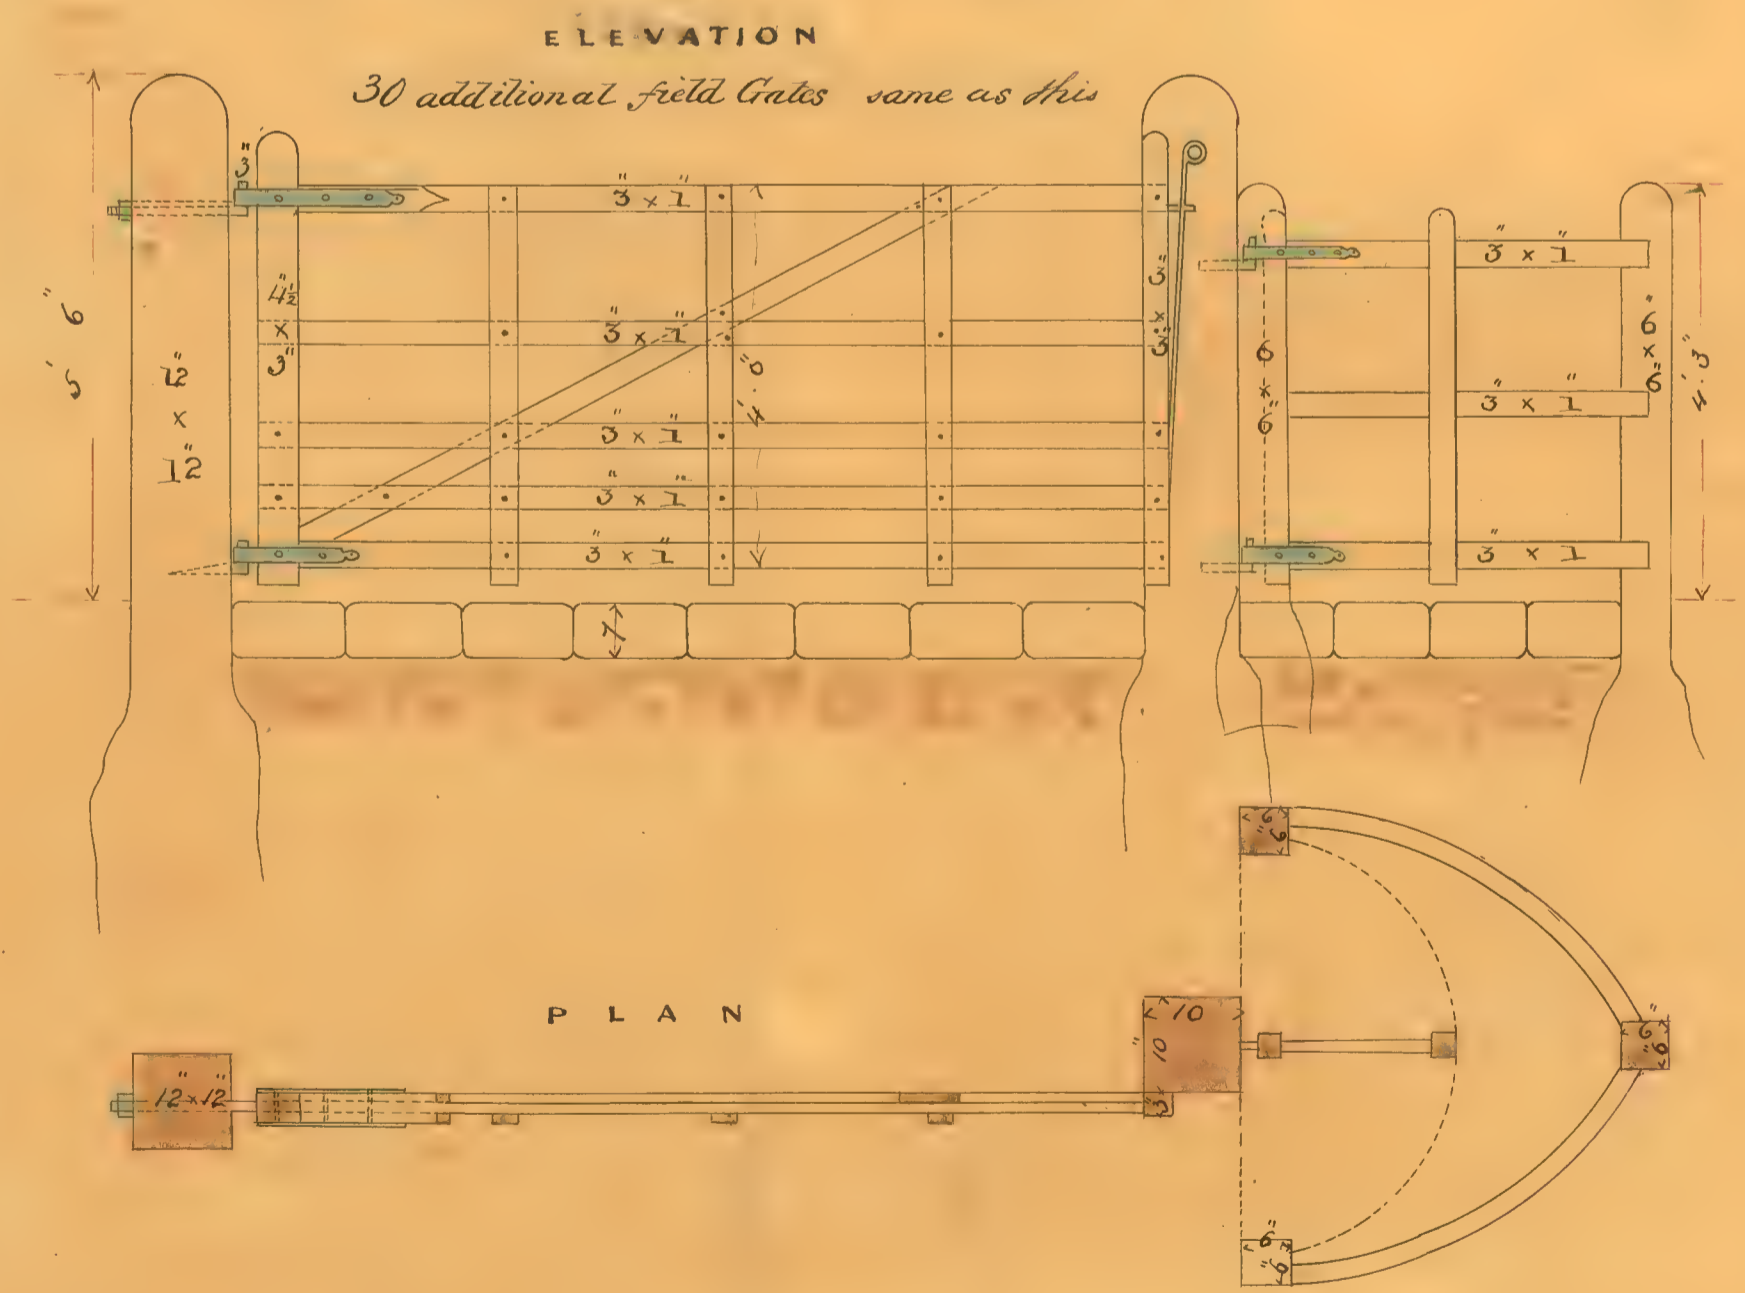 ELEVATION
30 additional field Gates same as this
5' 6"
12" x 12"
3"
4½" x 3"
3" x 1"
3" x 1"
3" x 1"
3" x 1"
3" x 1"
4'. 0"
3" x 3"
7
6 x 6"
3" x 1"
3" x 1"
3" x 1"
6" x 6"
4'. 3"
PLAN
12" x 12"
10
10"
3"
6"
6"
6"
6"
6"
6"